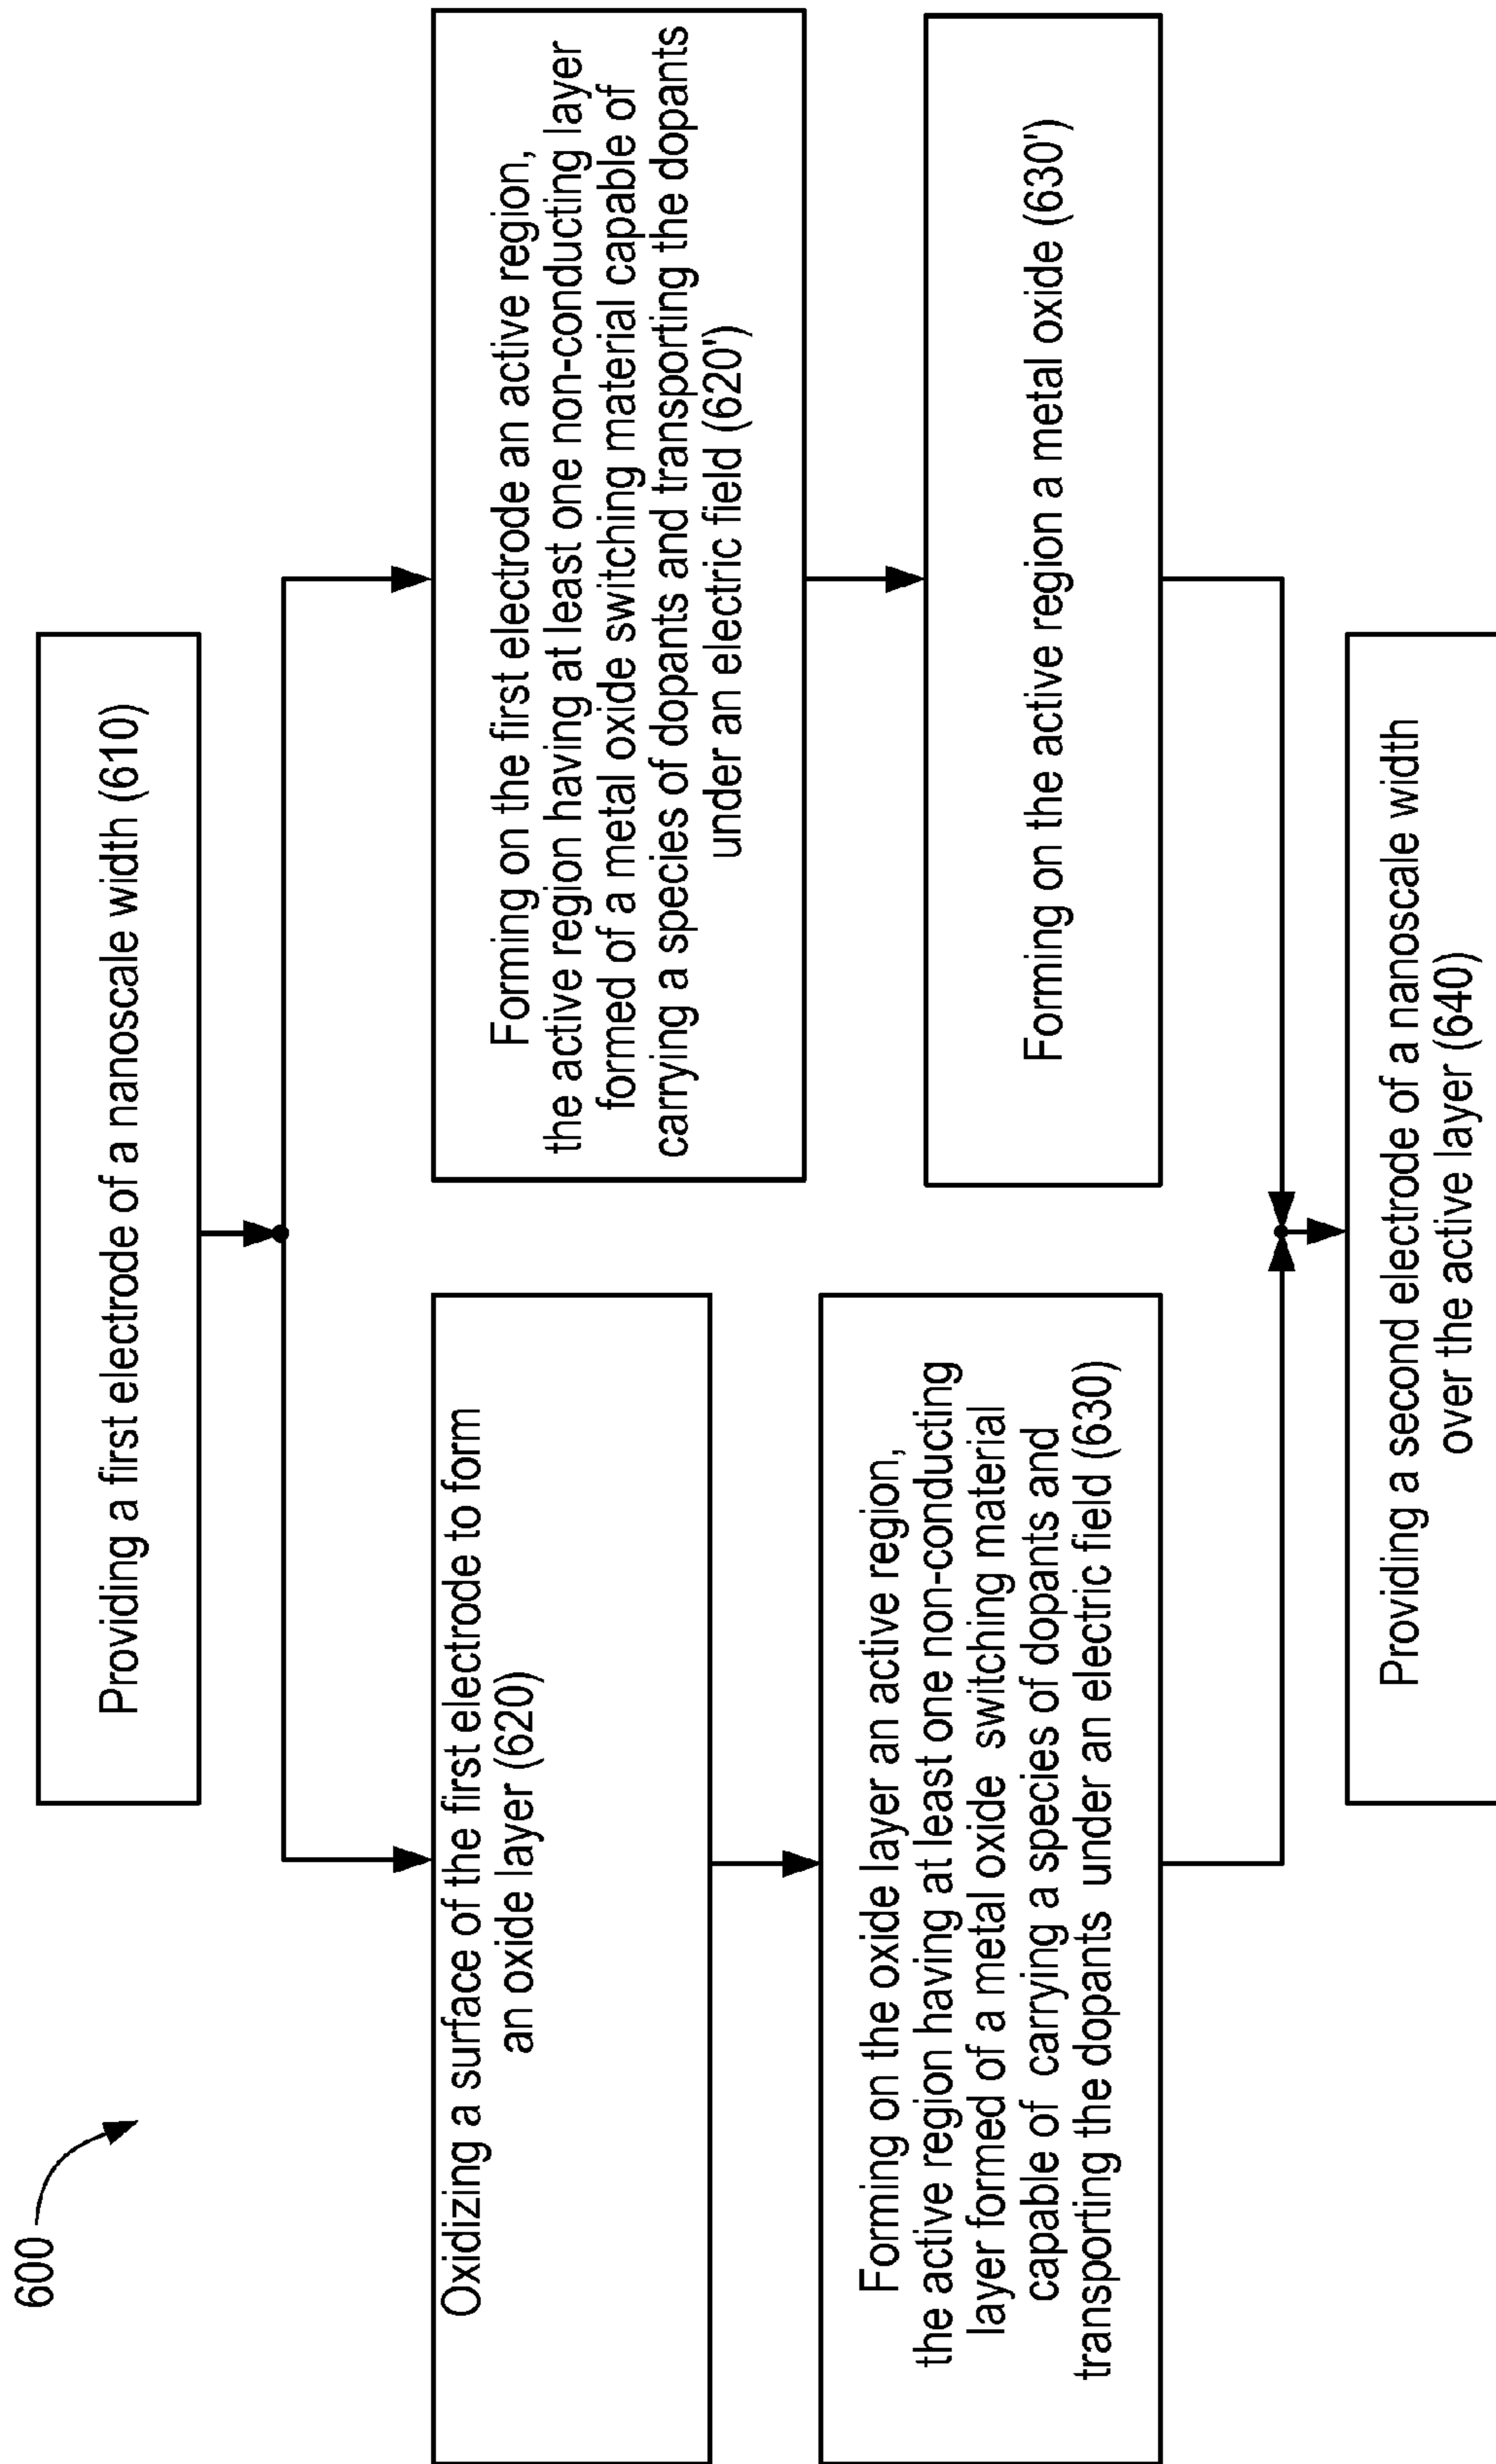 600
Providing a first electrode of a nanoscale width (610)
Oxidizing a surface of the first electrode to form
an oxide layer (620)
Forming on the oxide layer an active region,
the active region having at least one non-conducting
layer formed of a metal oxide switching material
capable of carrying a species of dopants and
transporting the dopants under an electric field (630)
Forming on the first electrode an active region,
the active region having at least one non-conducting layer
formed of a metal oxide switching material capable of
carrying a species of dopants and transporting the dopants
under an electric field (620')
Forming on the active region a metal oxide (630')
Providing a second electrode of a nanoscale width
over the active layer (640)